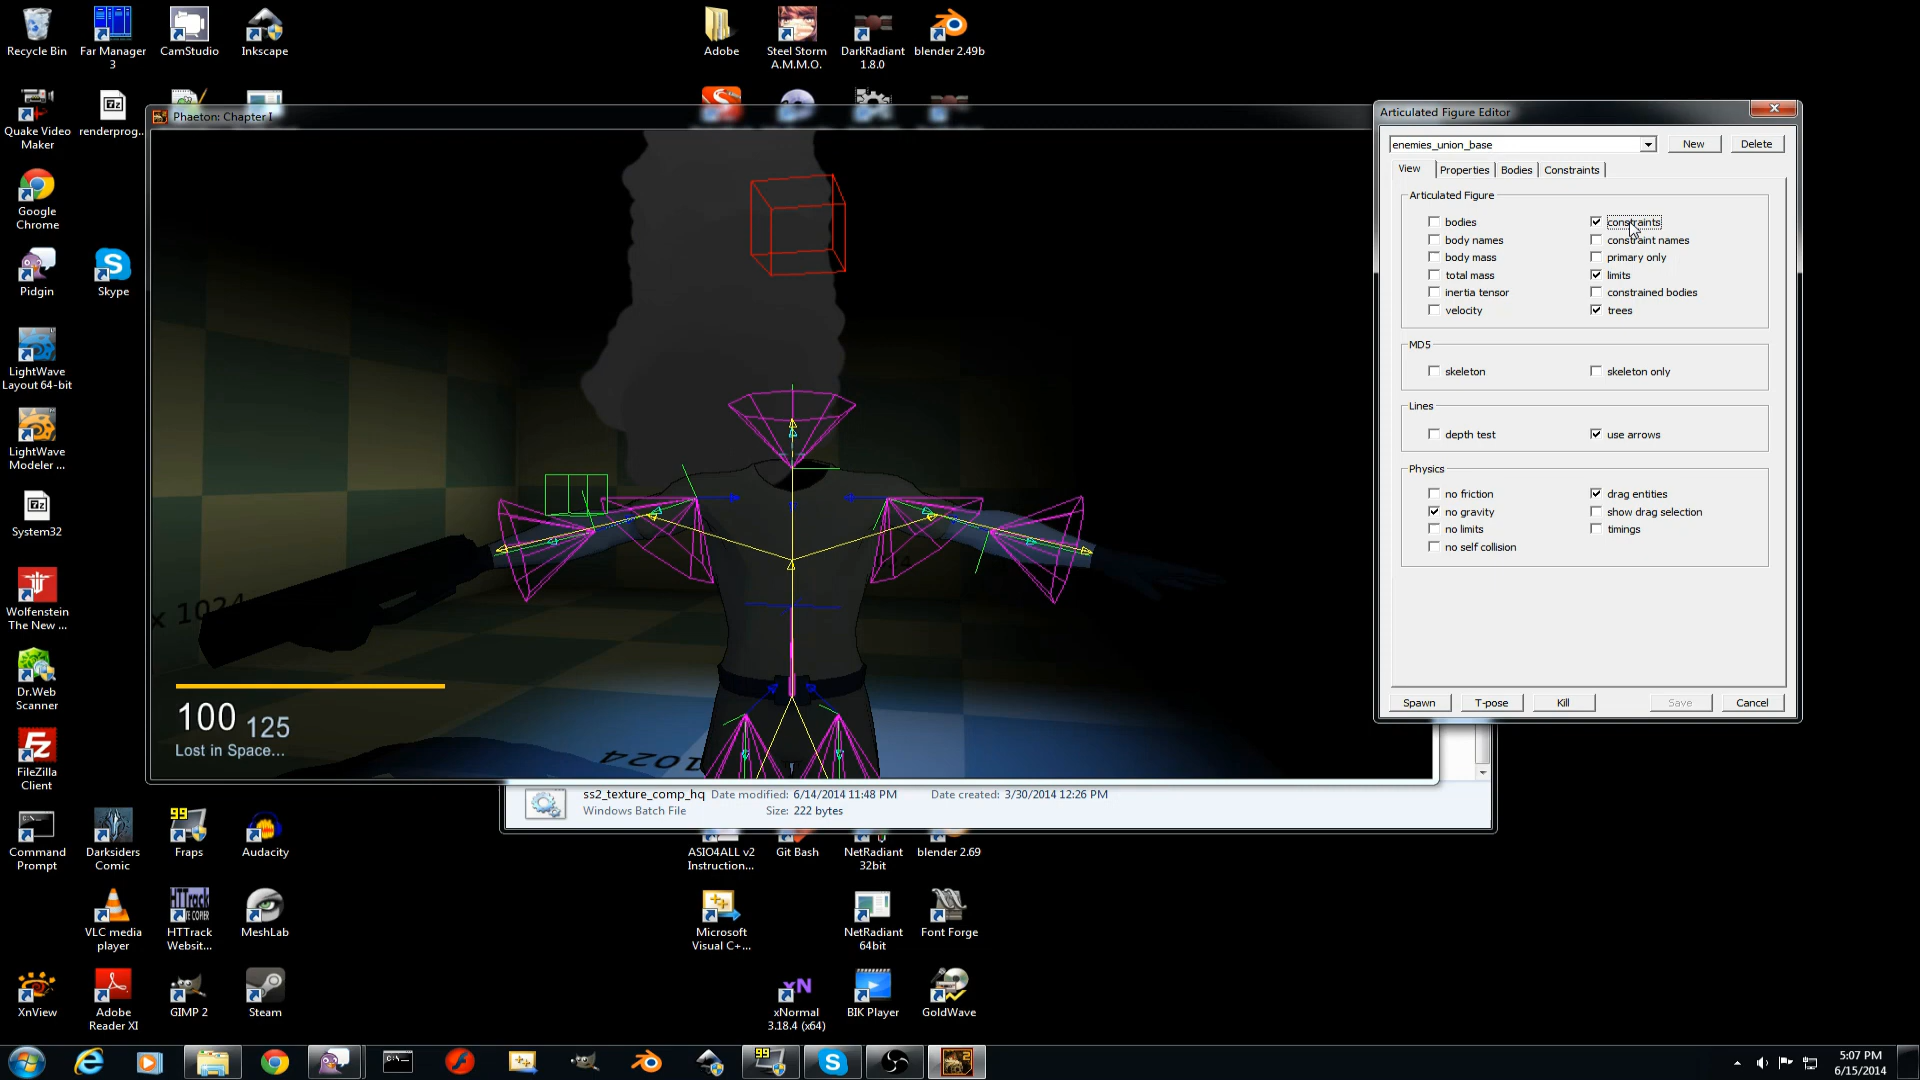 Recycle Bin
Far Manager
3
CamStudio
Inkscape
Adobe
Steel Storm
A.M.M.O.
DarkRadiant
1.8.0
blender 2.49b
Quake Video
Maker
renderprog...
Phaeton: Chapter I
Google
Chrome
Pidgin
Skype
LightWave
Layout 64-bit
LightWave
Modeler ...
System32
Wolfenstein
The New ...
Dr.Web
Scanner
FileZilla
Client
x 1024
1024
100 125
Lost in Space...
Articulated Figure Editor
enemies_union_base
New
Delete
View
Properties
Bodies
Constraints
Articulated Figure
bodies
constraints
body names
constraint names
body mass
primary only
total mass
limits
inertia tensor
constrained bodies
velocity
trees
MD5
skeleton
skeleton only
Lines
depth test
use arrows
Physics
no friction
drag entities
no gravity
show drag selection
no limits
timings
no self collision
Spawn
T-pose
Kill
Save
Cancel
ss2_texture_comp_hq Date modified: 6/14/2014 11:48 PM Date created: 3/30/2014 12:26 PM
Windows Batch File Size: 222 bytes
Command
Prompt
Darksiders
Comic
99
Fraps
Audacity
ASIO4ALL v2
Instruction...
Git Bash
NetRadiant
32bit
blender 2.69
VLC media
player
HTTrack
Websit...
MeshLab
Microsoft
Visual C+...
NetRadiant
64bit
Font Forge
XnView
Adobe
Reader XI
GIMP 2
Steam
xN
xNormal
3.18.4 (x64)
BIK Player
GoldWave
99
5:07 PM
6/15/2014